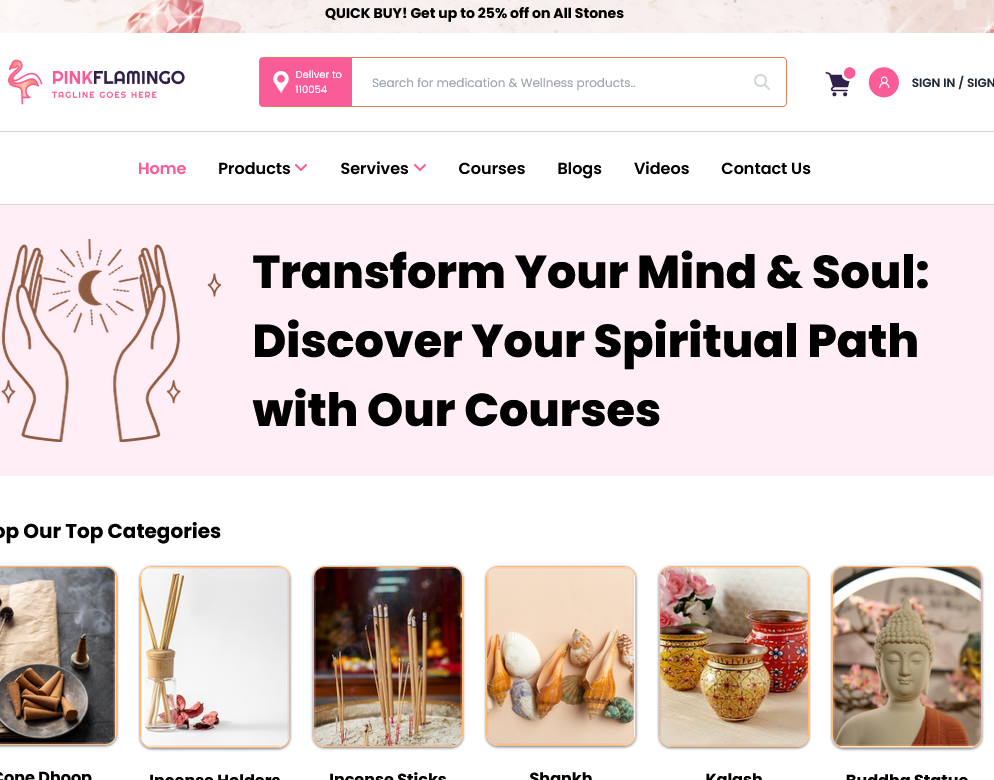 QUICK BUY! Get up to 25% off on All Stones
PINKFLAMINGO
TAGLINE GOES HERE
Deliver to
110054
Search for medication & Wellness products..
SIGN IN / SIGN
Home Products Servives Courses Blogs Videos Contact Us
Transform Your Mind & Soul:
Discover Your Spiritual Path
with Our Courses
op Our Top Categories
Cone Dhoop Incense Holders Incense Sticks Shankh Kalash Buddha Statue